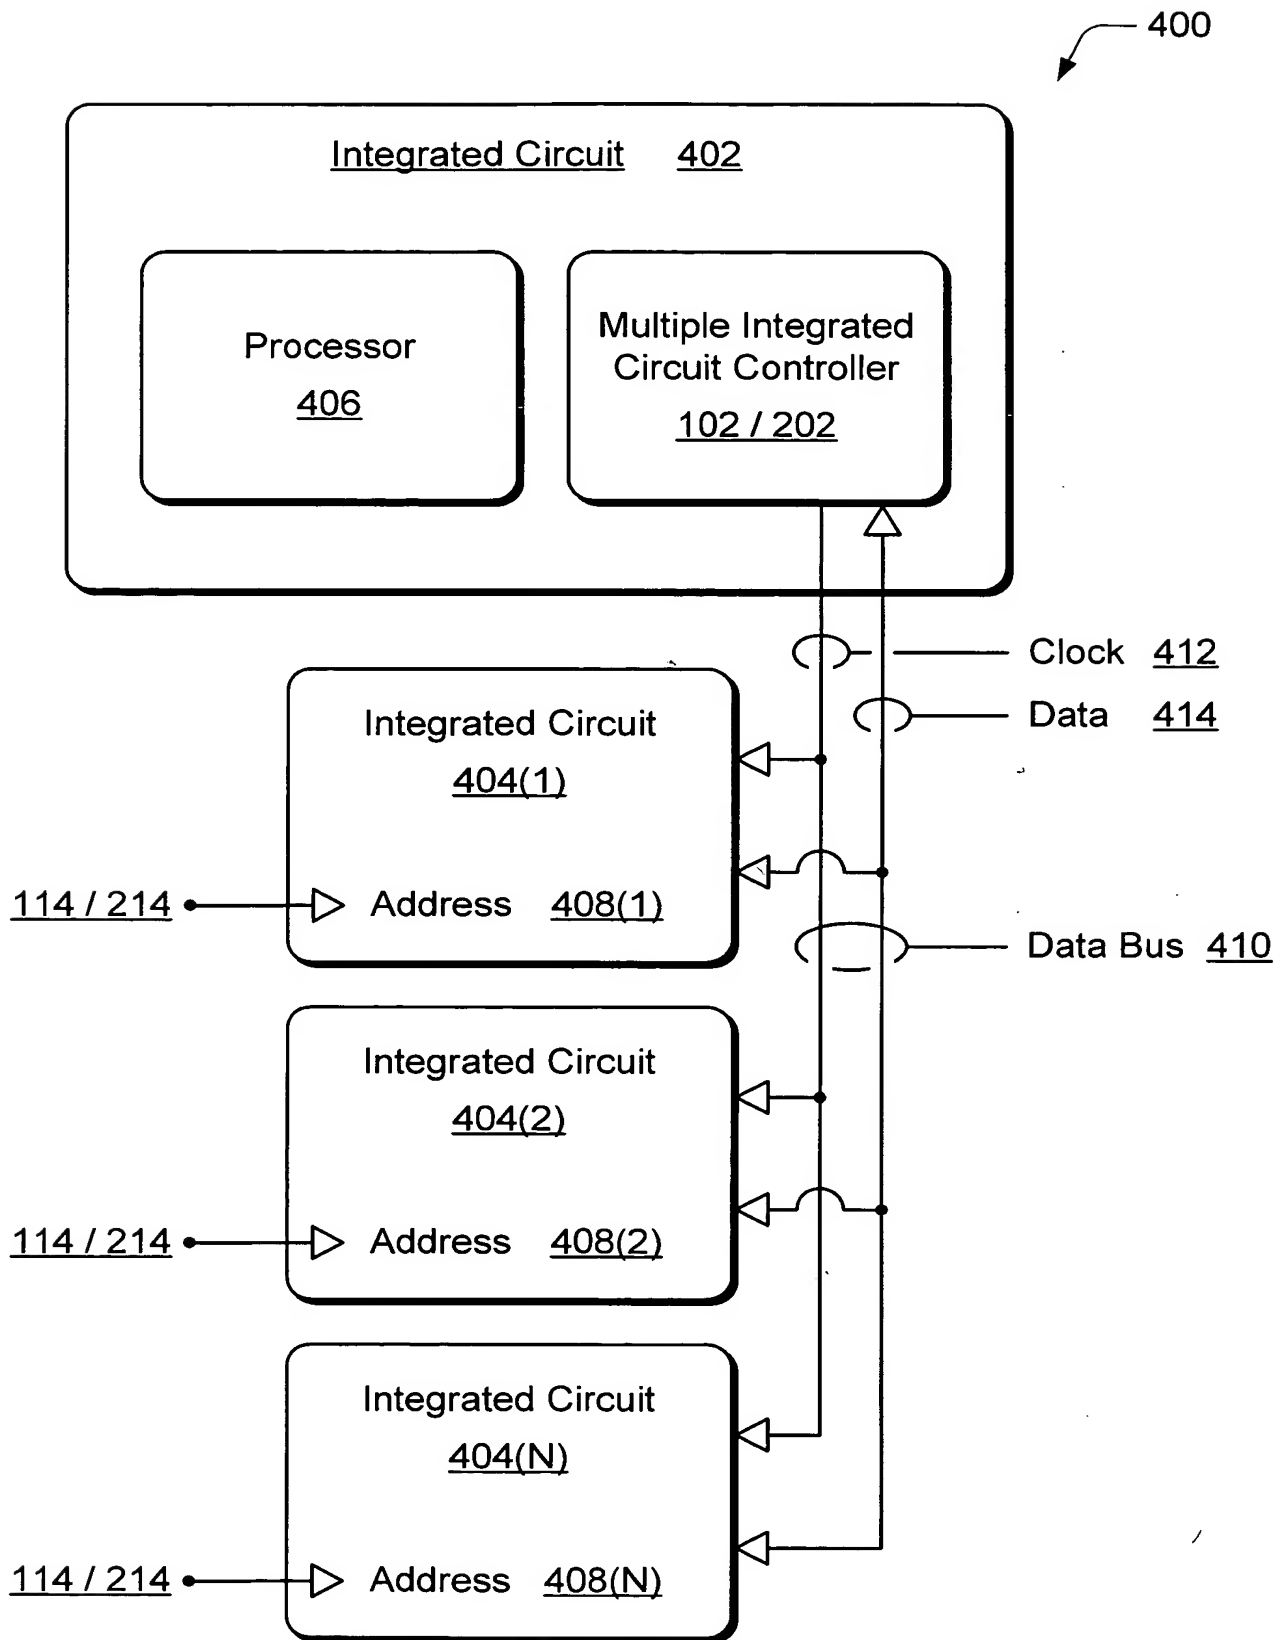 400
Integrated Circuit 402
Processor
406
Multiple Integrated
Circuit Controller
102 / 202
Clock 412
Data 414
Integrated Circuit
404(1)
114 / 214
Address 408(1)
Data Bus 410
Integrated Circuit
404(2)
114 / 214
Address 408(2)
Integrated Circuit
404(N)
114 / 214
Address 408(N)